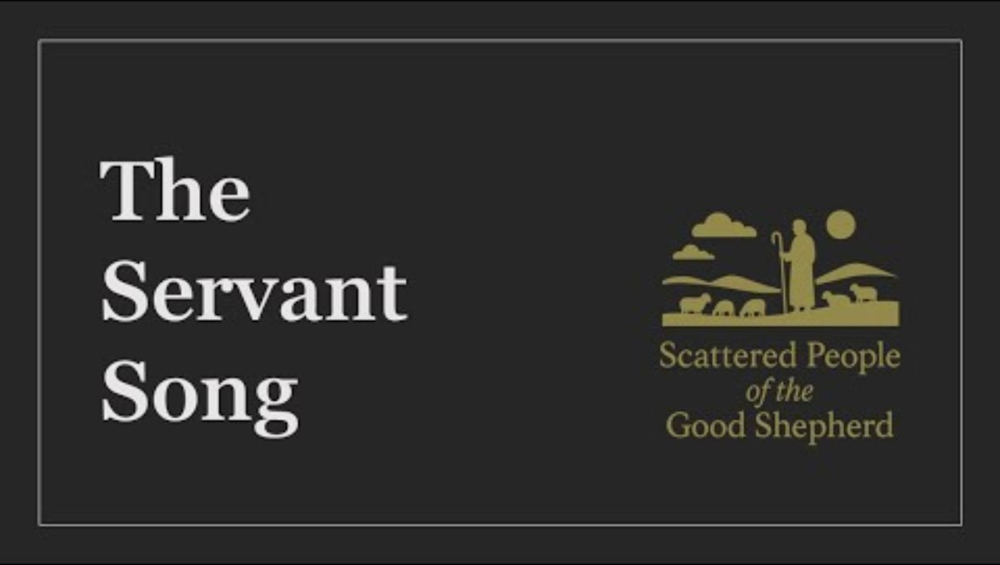 The
Servant
Song
Scattered People
of the
Good Shepherd